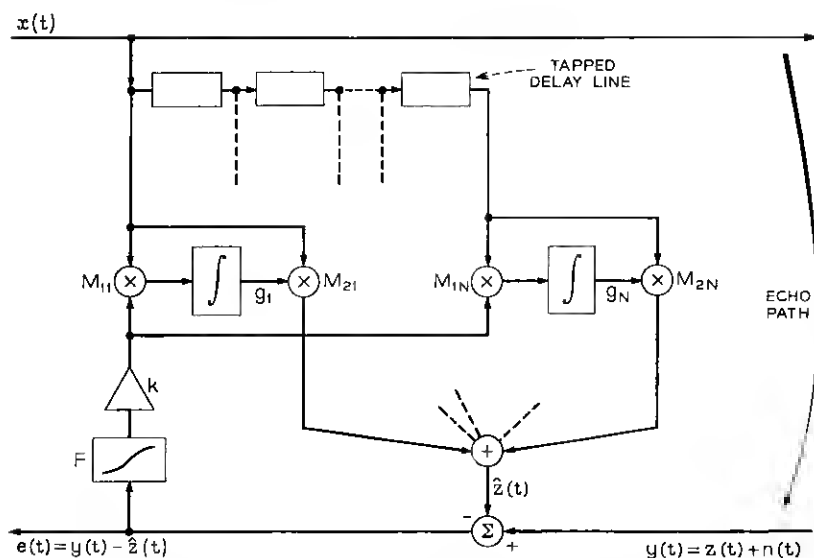 x(t)
TAPPED
DELAY LINE
M11
∫
g1
M21
M1N
∫
gN
M2N
ECHO
PATH
k
F
+
ẑ(t)
-
Σ
+
e(t)=y(t)-ẑ(t)
y(t)=z(t)+n(t)